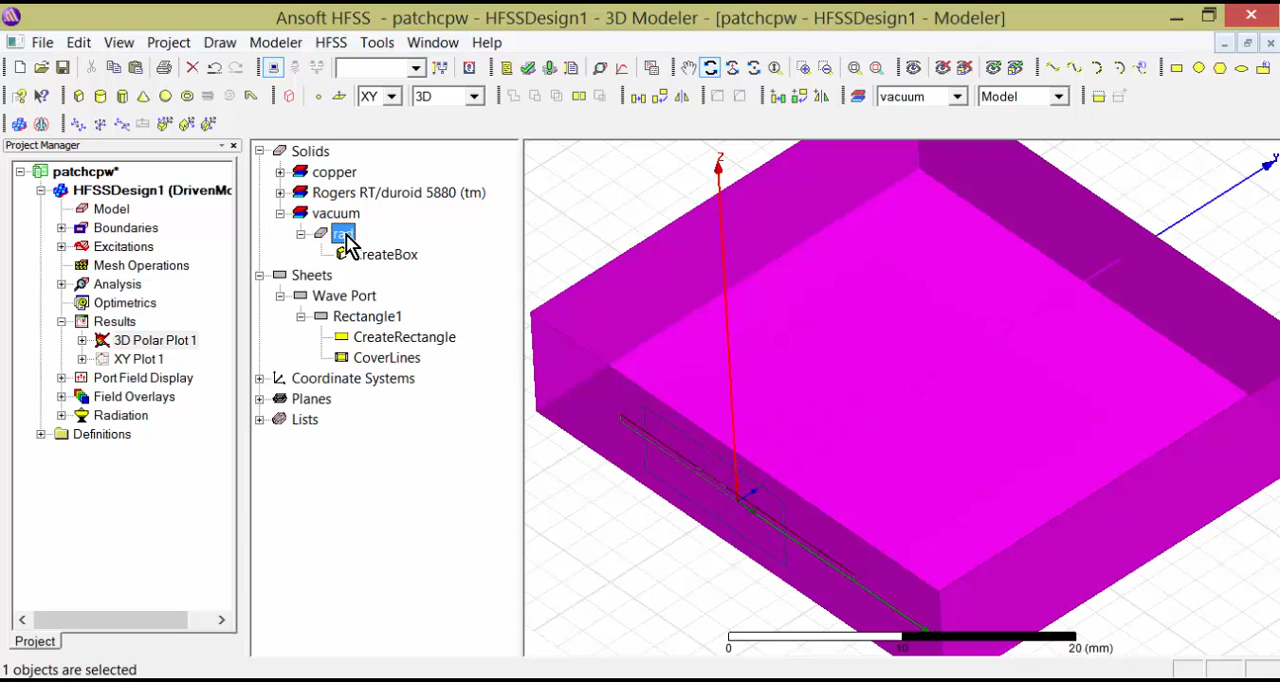 Ansoft HFSS - patchcpw - HFSSDesign1 - 3D Modeler - [patchcpw - HFSSDesign1 - Modeler]
File Edit View Project Draw Modeler HFSS Tools Window Help
XY 3D vacuum Model
Project Manager
patchcpw*
HFSSDesign1 (DrivenMo
Model
Boundaries
Excitations
Mesh Operations
Analysis
Optimetrics
Results
3D Polar Plot 1
XY Plot 1
Port Field Display
Field Overlays
Radiation
Definitions
Project
Solids
copper
Rogers RT/duroid 5880 (tm)
vacuum
CreateBox
Sheets
Wave Port
Rectangle1
CreateRectangle
CoverLines
Coordinate Systems
Planes
Lists
Z
Y
0 10 20 (mm)
1 objects are selected